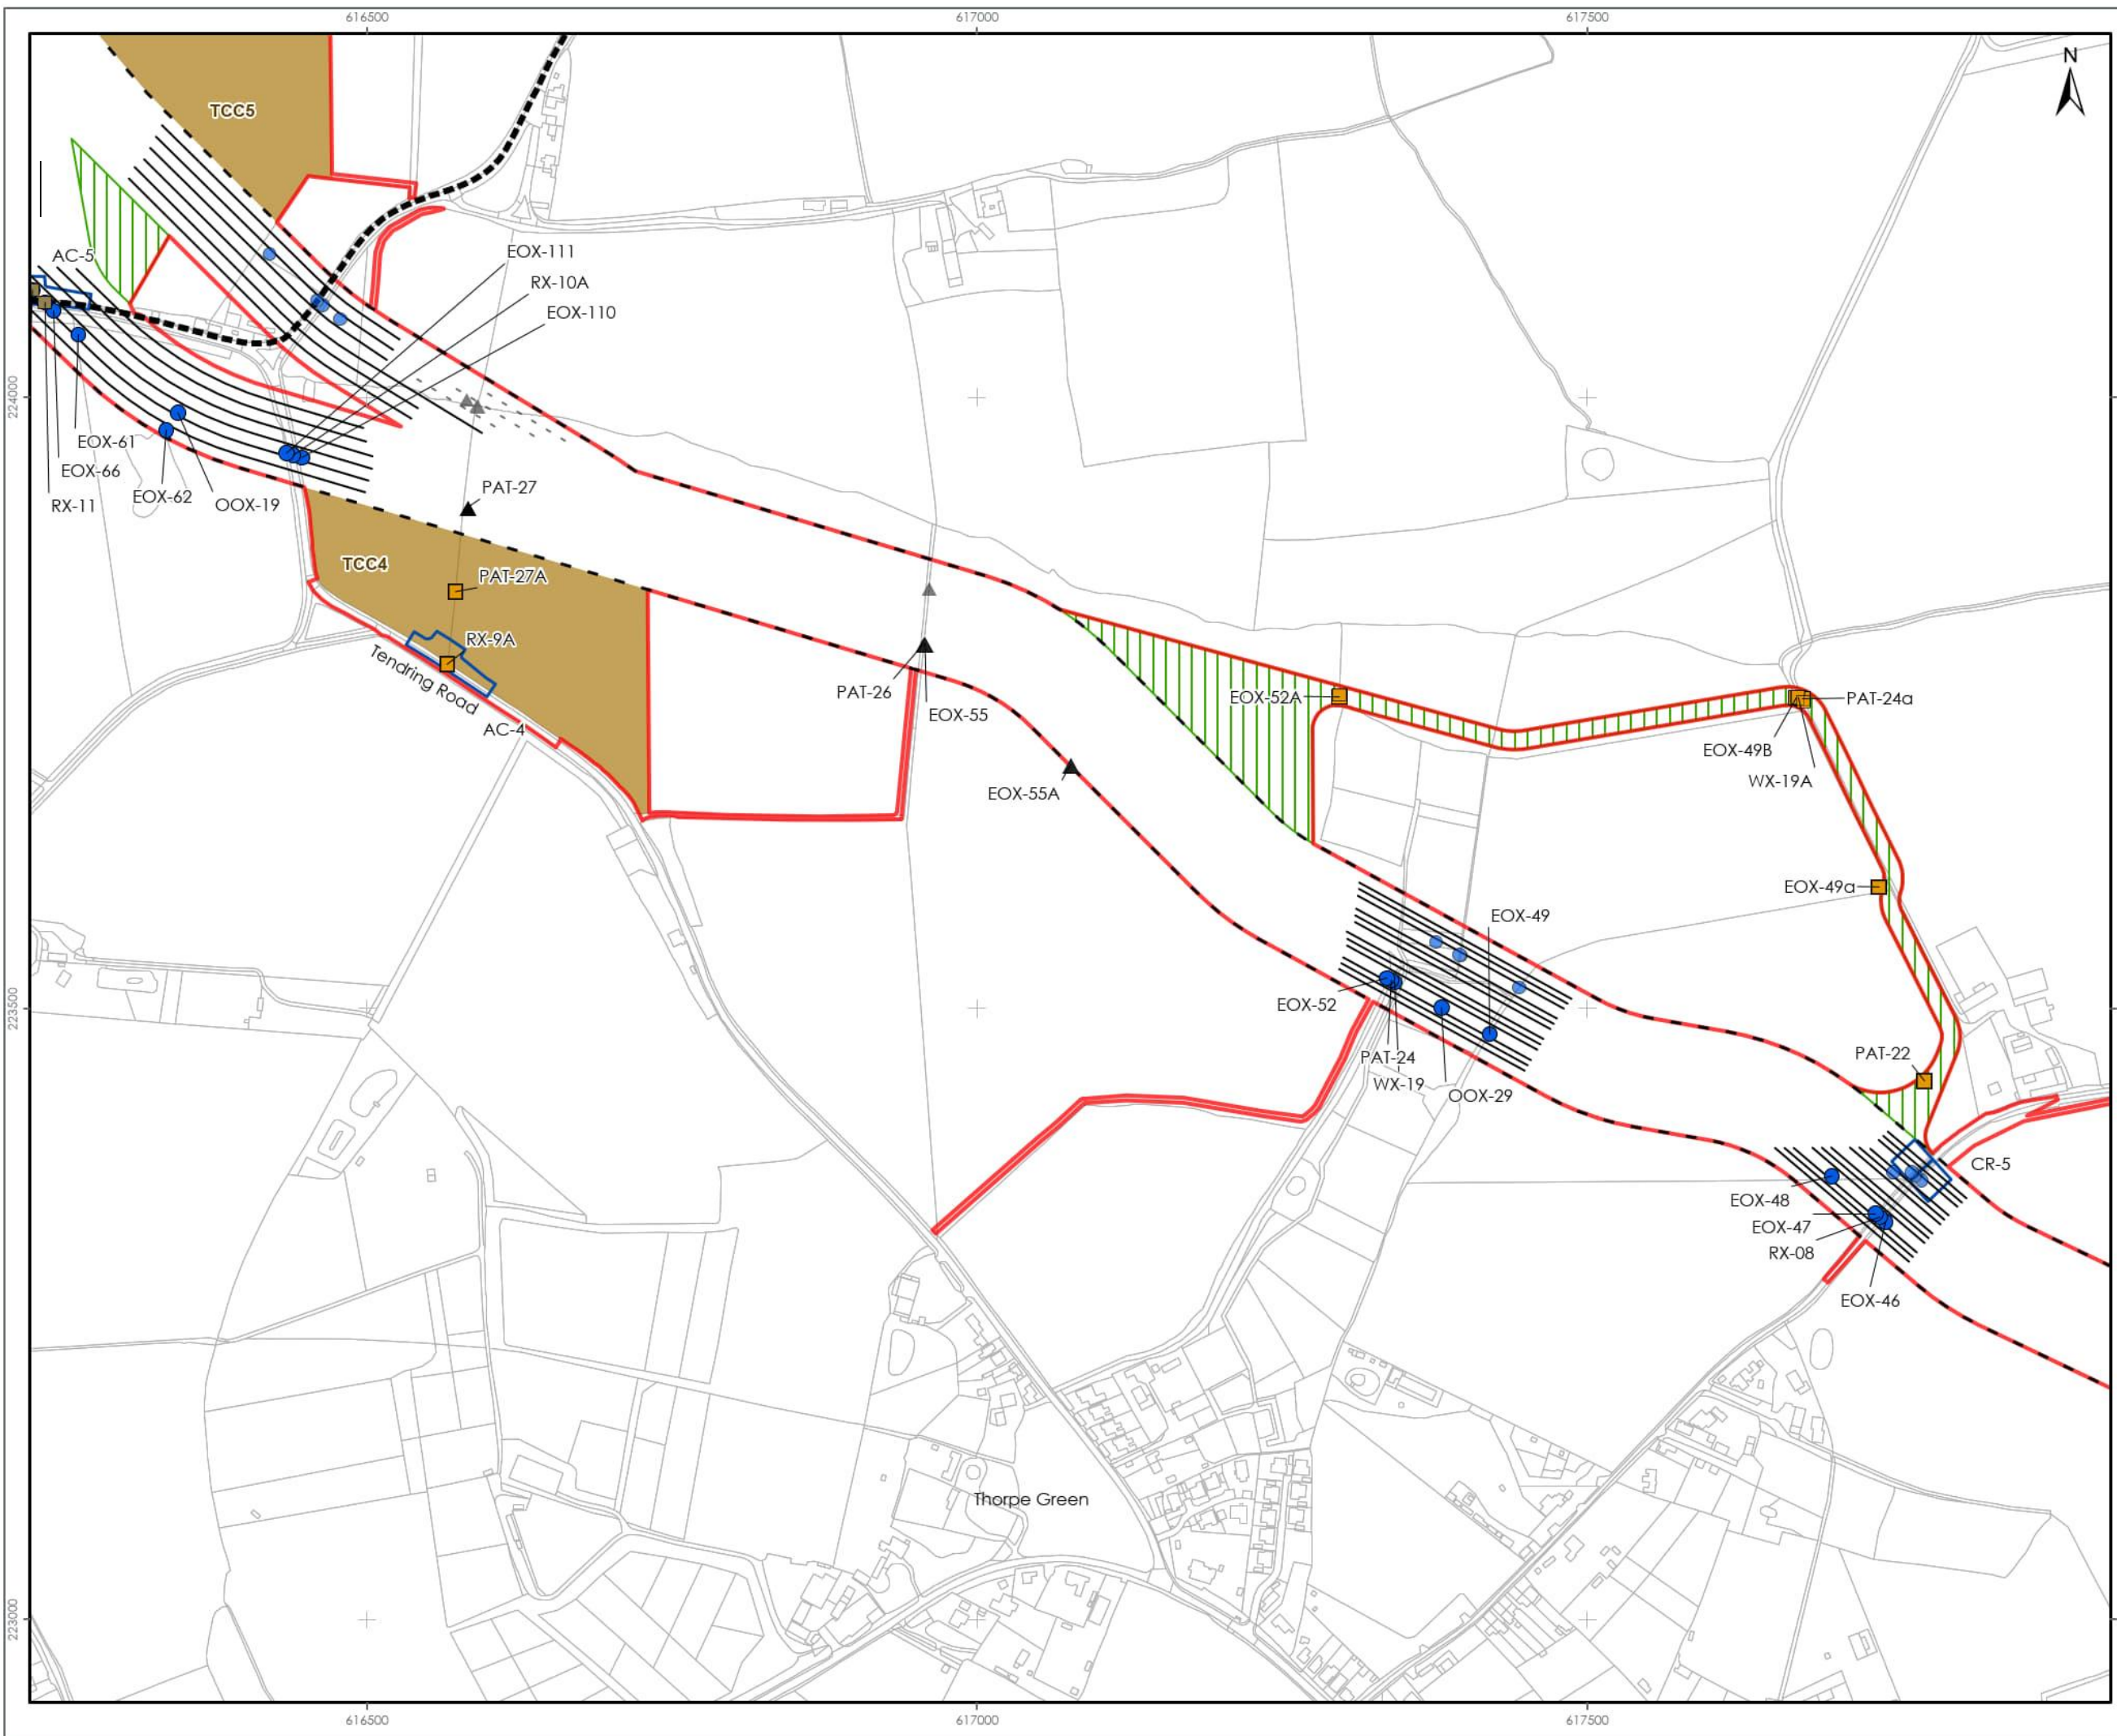 616500
617000
617500
N
TCC5
EOX-111
AC-5
RX-10A
EOX-110
224000
EOX-61
EOX-66
EOX-62
OOX-19
RX-11
PAT-27
TCC4
PAT-27A
RX-9A
Tendring Road
AC-4
PAT-26
EOX-55
EOX-52A
PAT-24a
EOX-49B
WX-19A
EOX-55A
EOX-49a
EOX-49
EOX-52
223500
PAT-24
WX-19
OOX-29
PAT-22
CR-5
EOX-48
EOX-47
RX-08
EOX-46
Thorpe Green
223000
616500
617000
617500